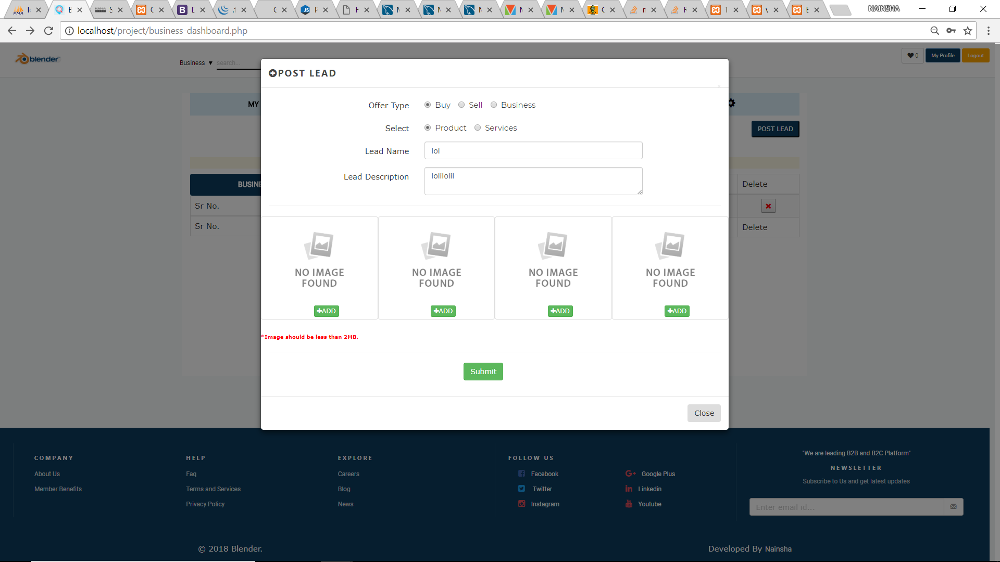 NAINSHA
localhost/project/business-dashboard.php
blender
Business ▼ search...
0 My Profile Logout
POST LEAD
MY
Offer Type Buy Sell Business
Select Product Services
POST LEAD
Lead Name lol
Lead Description lolilolil
BUSINE
Delete
Sr No.
Sr No.
Delete
NO IMAGE FOUND
NO IMAGE FOUND
NO IMAGE FOUND
NO IMAGE FOUND
ADD ADD ADD ADD
*Image should be less than 2MB.
Submit
Close
COMPANY
About Us
Member Benefits
HELP
Faq
Terms and Services
Privacy Policy
EXPLORE
Careers
Blog
News
FOLLOW US
Facebook
Twitter
Instagram
Google Plus
Linkedin
Youtube
"We are leading B2B and B2C Platform"
NEWSLETTER
Subscribe to Us and get latest updates
Enter email id...
© 2018 Blender.
Developed By Nainsha